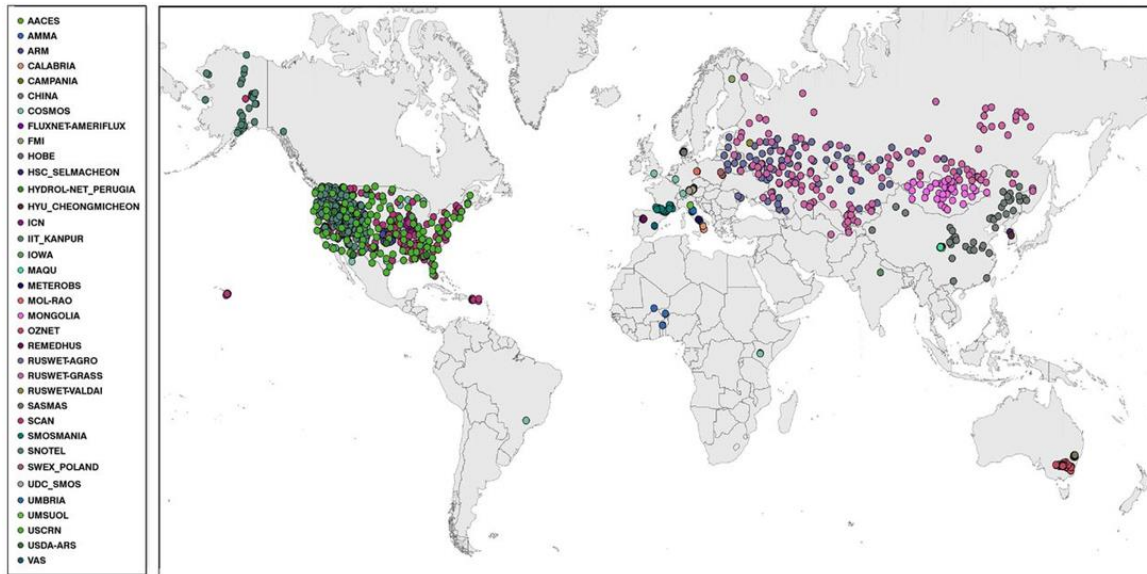 AACES
AMMA
ARM
CALABRIA
CAMPANIA
CHINA
COSMOS
FLUXNET-AMERIFLUX
FMI
HOBE
HSC_SELMACHEON
HYDROL-NET_PERUGIA
HYU_CHEONGMICHEON
ICN
IIT_KANPUR
IOWA
MAQU
METEROBS
MOL-RAO
MONGOLIA
OZNET
REMEDHUS
RUSWET-AGRO
RUSWET-GRASS
RUSWET-VALDAI
SASMAS
SCAN
SMOSMANIA
SNOTEL
SWEX_POLAND
UDC_SMOS
UMBRIA
UMSUOL
USCRN
USDA-ARS
VAS